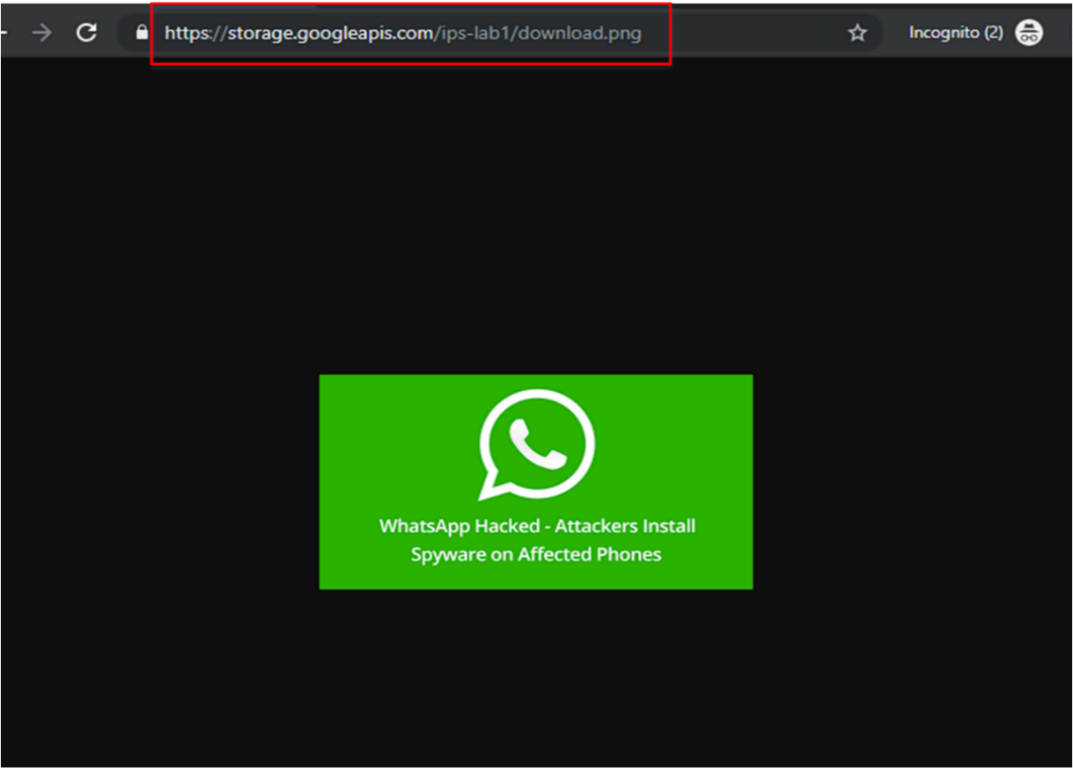 https://storage.googleapis.com/ips-lab1/download.png
Incognito (2)
WhatsApp Hacked - Attackers Install
Spyware on Affected Phones